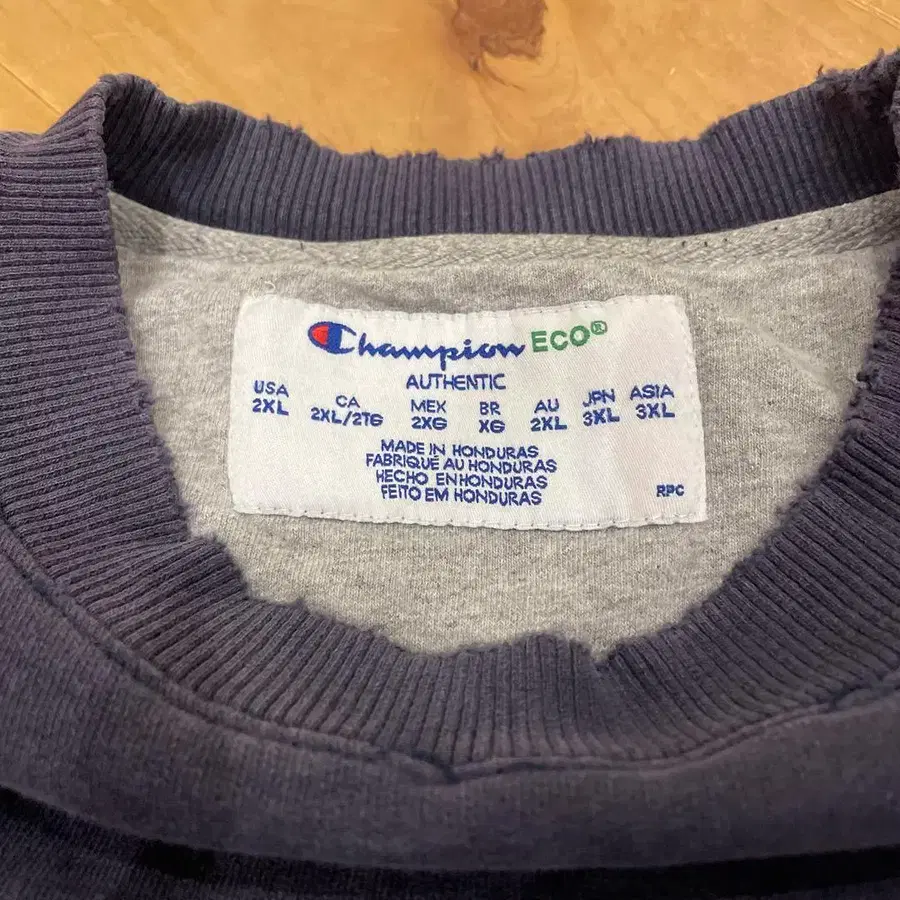 Champion ECO®
AUTHENTIC
USA CA MEX BR AU JPN ASIA
2XL 2XL/2TG 2XG XG 2XL 3XL 3XL
MADE IN HONDURAS
FABRIQUÉ AU HONDURAS
HECHO EN HONDURAS
FEITO EM HONDURAS
RPC